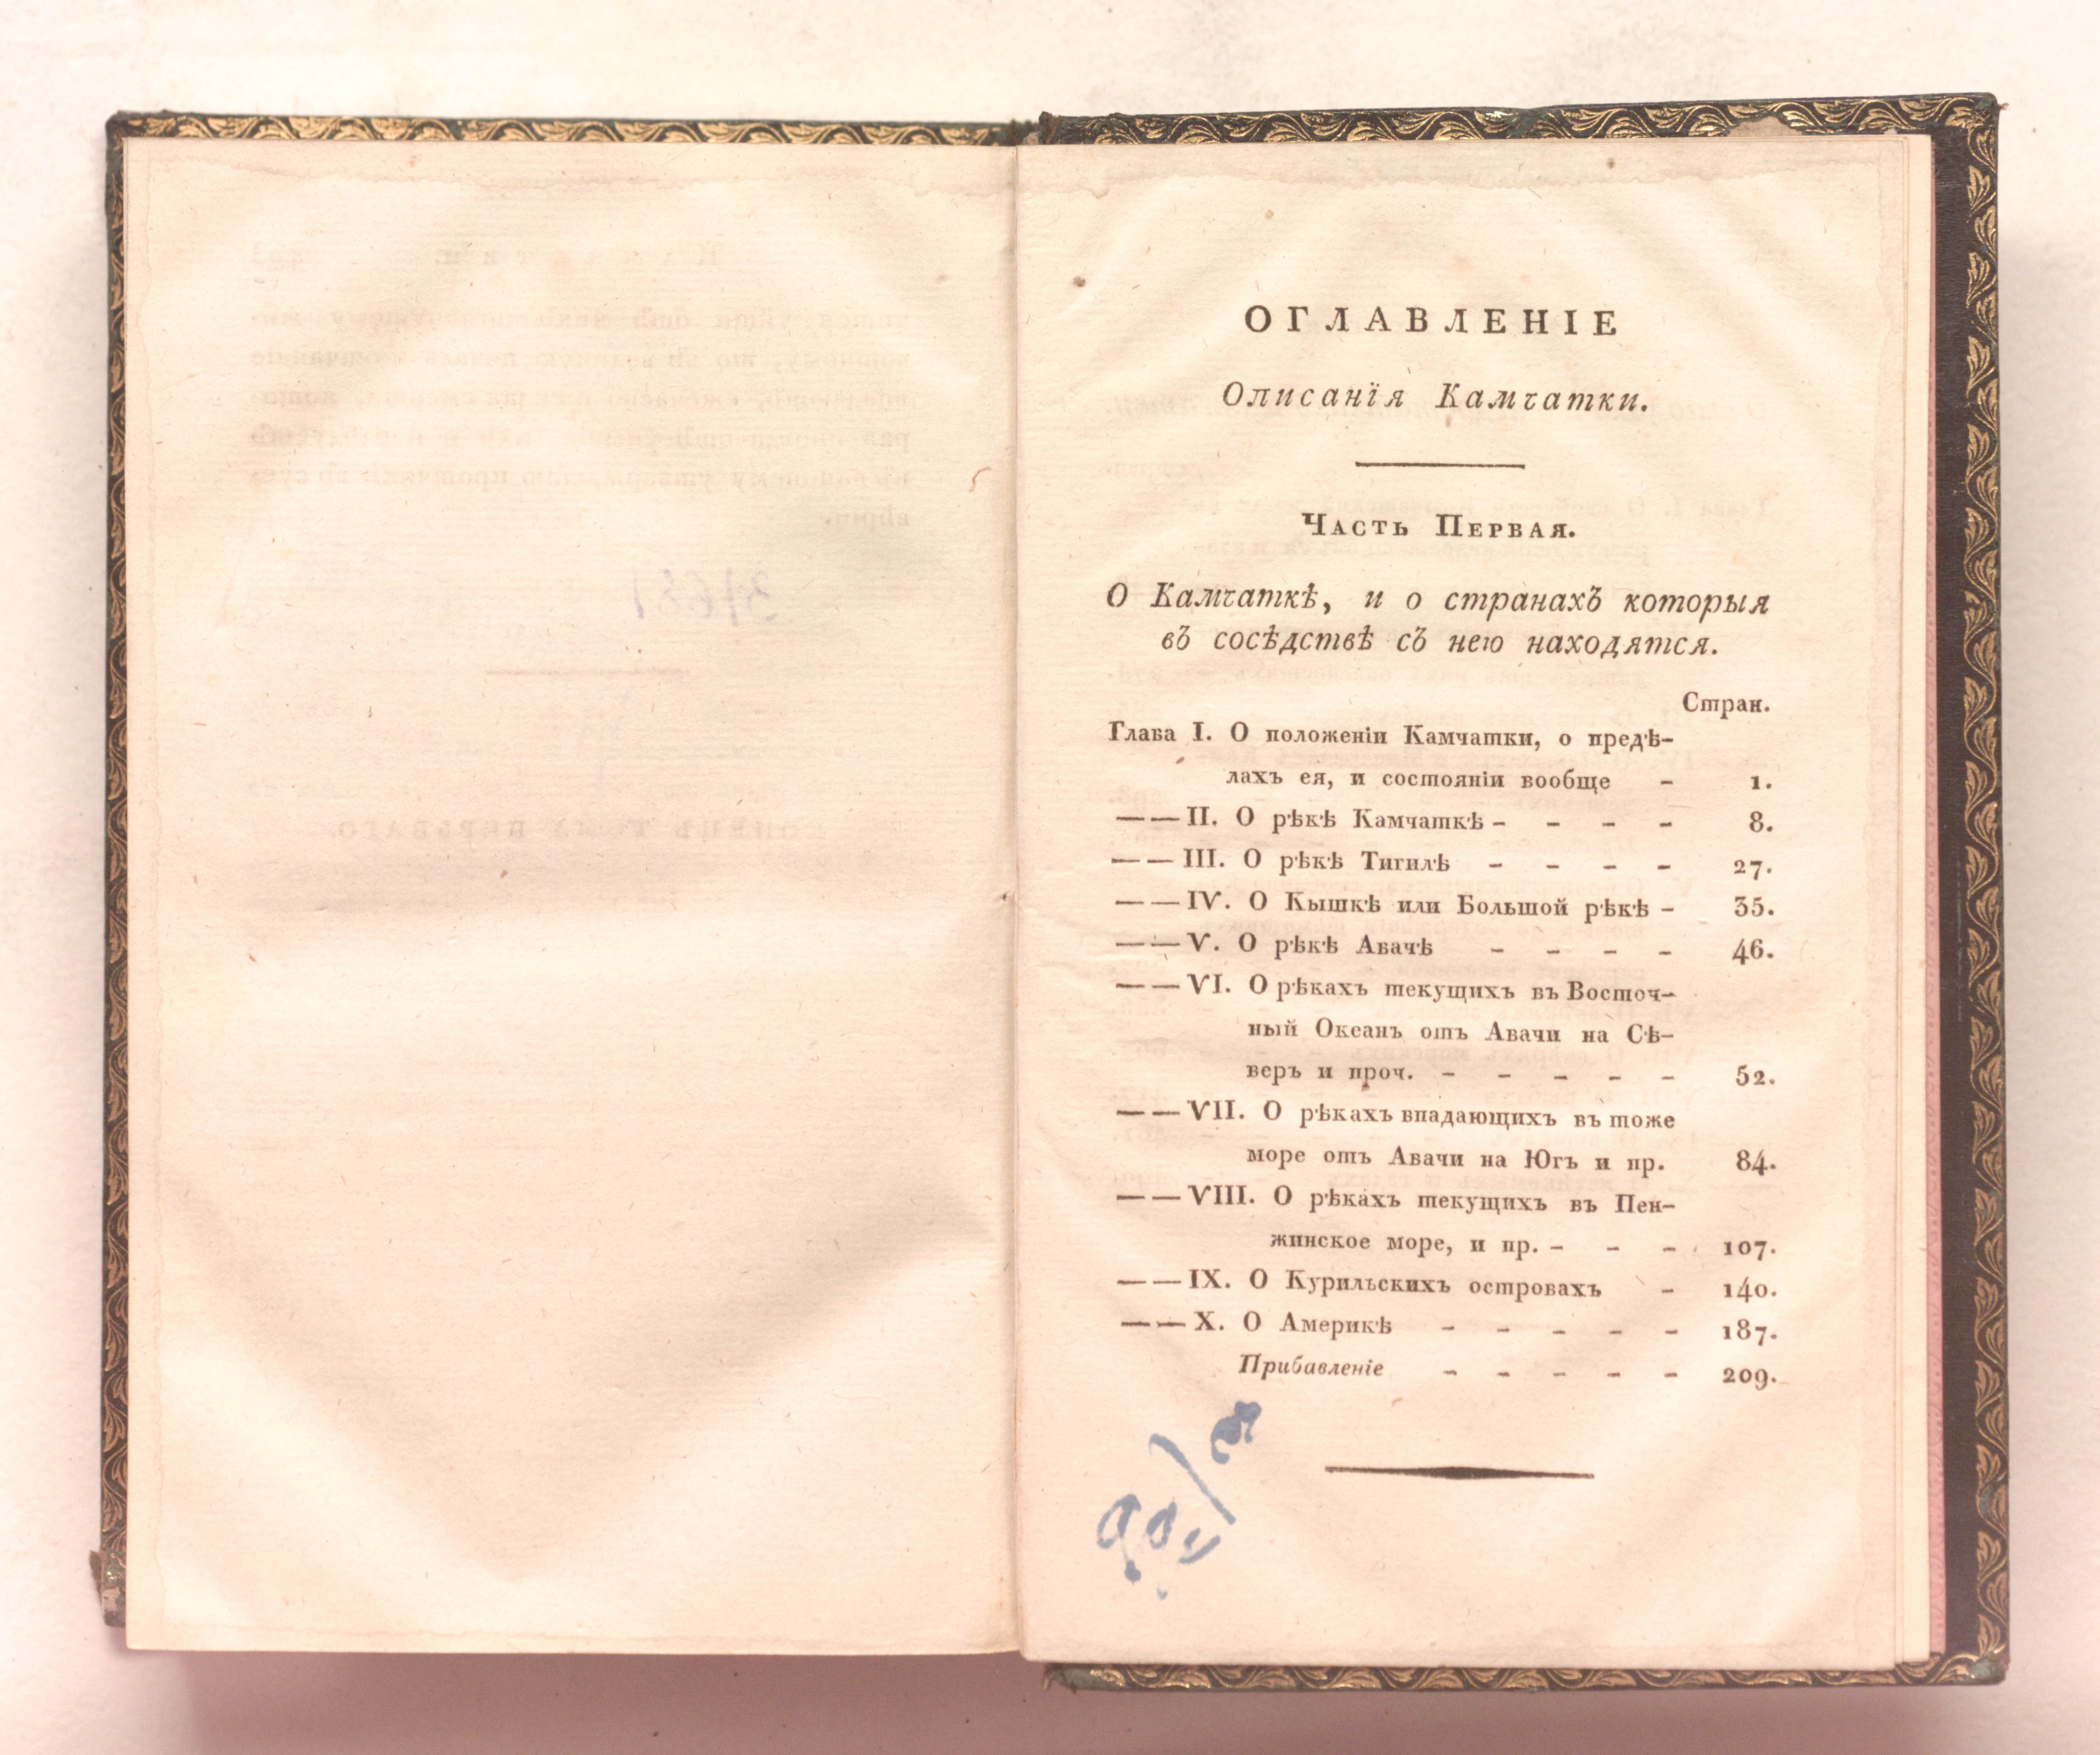 ОГЛАВЛЕНІЕ
Описанїя Камчатки.
Часть Первая.
О Камчаткѣ, и о странахъ которыя
въ сосѣдствѣ съ нею находятся.
Стран.
Глава I. О положеніи Камчатки, о предѣ-
лахъ ея, и состояніи вообще - 1.
— — II. О рѣкѣ Камчаткѣ - - - - 8.
— — III. О рѣкѣ Тигилѣ - - - - 27.
— — IV. О Кышкѣ или Большой рѣкѣ - 35.
— — V. О рѣкѣ Авачѣ - - - - 46.
— — VI. О рѣкахъ текущихъ въ Восточ-
ный Океанъ отъ Авачи на Сѣ-
веръ и проч. - - - - - 52.
— — VII. О рѣкахъ впадающихъ въ тоже
море отъ Авачи на Югъ и пр. 84.
— — VIII. О рѣкахъ текущихъ въ Пен-
жинское море, и пр. - - - 107.
— — IX. О Курильскихъ островахъ - 140.
— — X. О Америкѣ - - - - - 187.
Прибавленіе - - - - - 209.